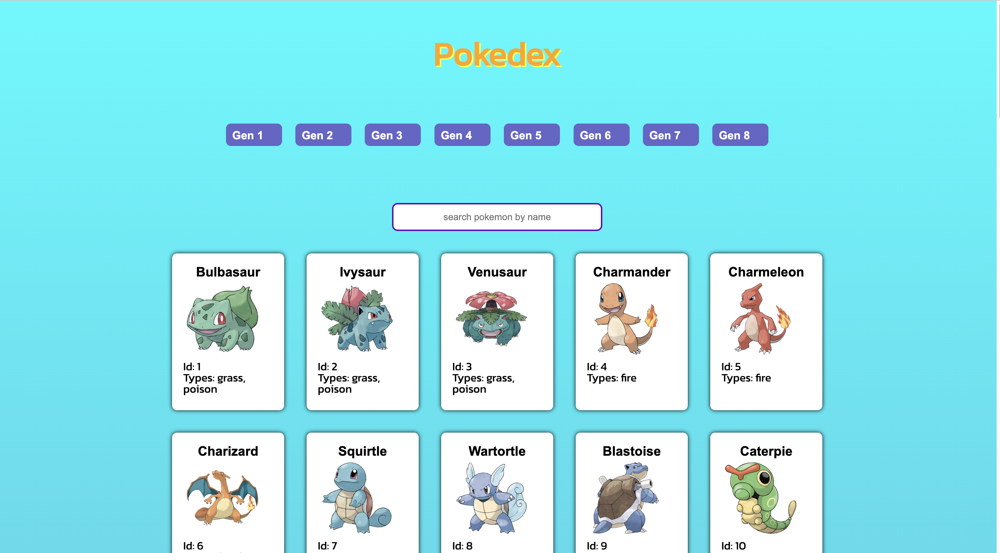 Pokedex
Gen 1
Gen 2
Gen 3
Gen 4
Gen 5
Gen 6
Gen 7
Gen 8
search pokemon by name
Bulbasaur
Id: 1
Types: grass,
poison
Ivysaur
Id: 2
Types: grass,
poison
Venusaur
Id: 3
Types: grass,
poison
Charmander
Id: 4
Types: fire
Charmeleon
Id: 5
Types: fire
Charizard
Id: 6
Squirtle
Id: 7
Wartortle
Id: 8
Blastoise
Id: 9
Caterpie
Id: 10